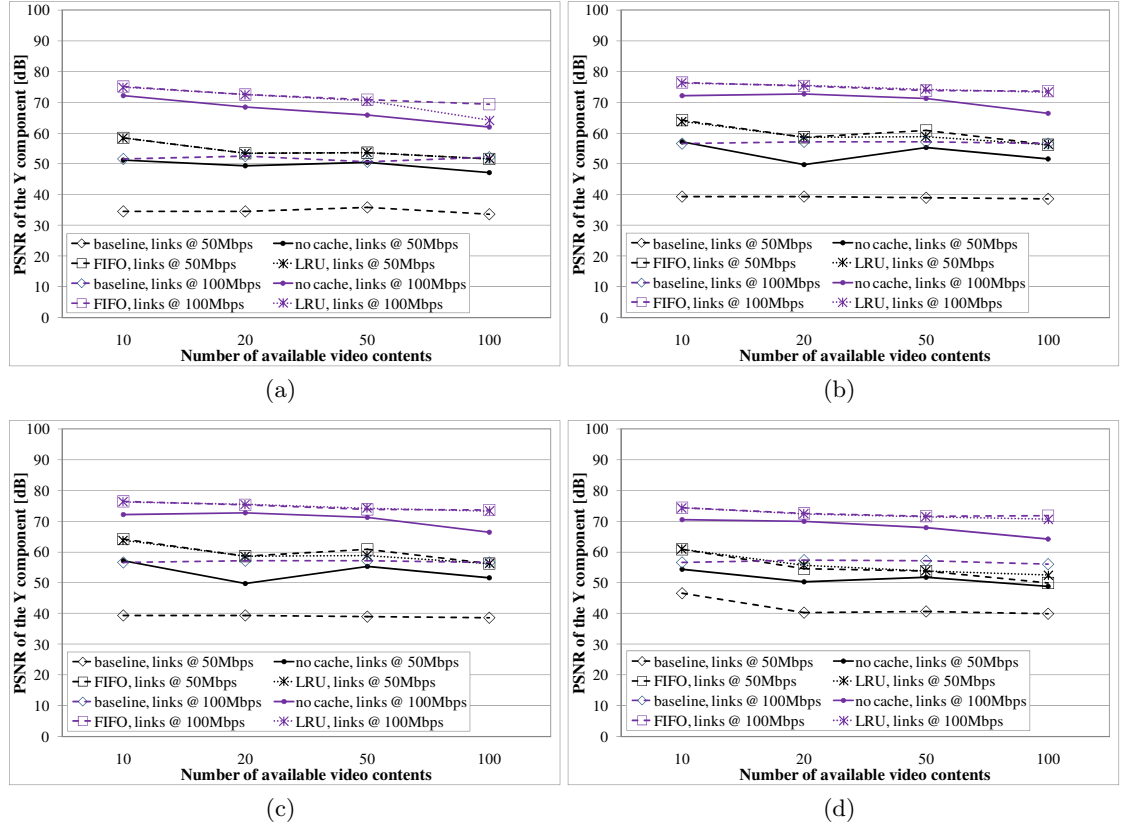 100
90
80
70
60
50
40
30
20
10
0
PSNR of the Y component [dB]
baseline, links @ 50Mbps
no cache, links @ 50Mbps
FIFO, links @ 50Mbps
LRU, links @ 50Mbps
baseline, links @ 100Mbps
no cache, links @ 100Mbps
FIFO, links @ 100Mbps
LRU, links @ 100Mbps
10 20 50 100
Number of available video contents
(a)
100
90
80
70
60
50
40
30
20
10
0
PSNR of the Y component [dB]
baseline, links @ 50Mbps
no cache, links @ 50Mbps
FIFO, links @ 50Mbps
LRU, links @ 50Mbps
baseline, links @ 100Mbps
no cache, links @ 100Mbps
FIFO, links @ 100Mbps
LRU, links @ 100Mbps
10 20 50 100
Number of available video contents
(b)
100
90
80
70
60
50
40
30
20
10
0
PSNR of the Y component [dB]
baseline, links @ 50Mbps
no cache, links @ 50Mbps
FIFO, links @ 50Mbps
LRU, links @ 50Mbps
baseline, links @ 100Mbps
no cache, links @ 100Mbps
FIFO, links @ 100Mbps
LRU, links @ 100Mbps
10 20 50 100
Number of available video contents
(c)
100
90
80
70
60
50
40
30
20
10
0
PSNR of the Y component [dB]
baseline, links @ 50Mbps
no cache, links @ 50Mbps
FIFO, links @ 50Mbps
LRU, links @ 50Mbps
baseline, links @ 100Mbps
no cache, links @ 100Mbps
FIFO, links @ 100Mbps
LRU, links @ 100Mbps
10 20 50 100
Number of available video contents
(d)